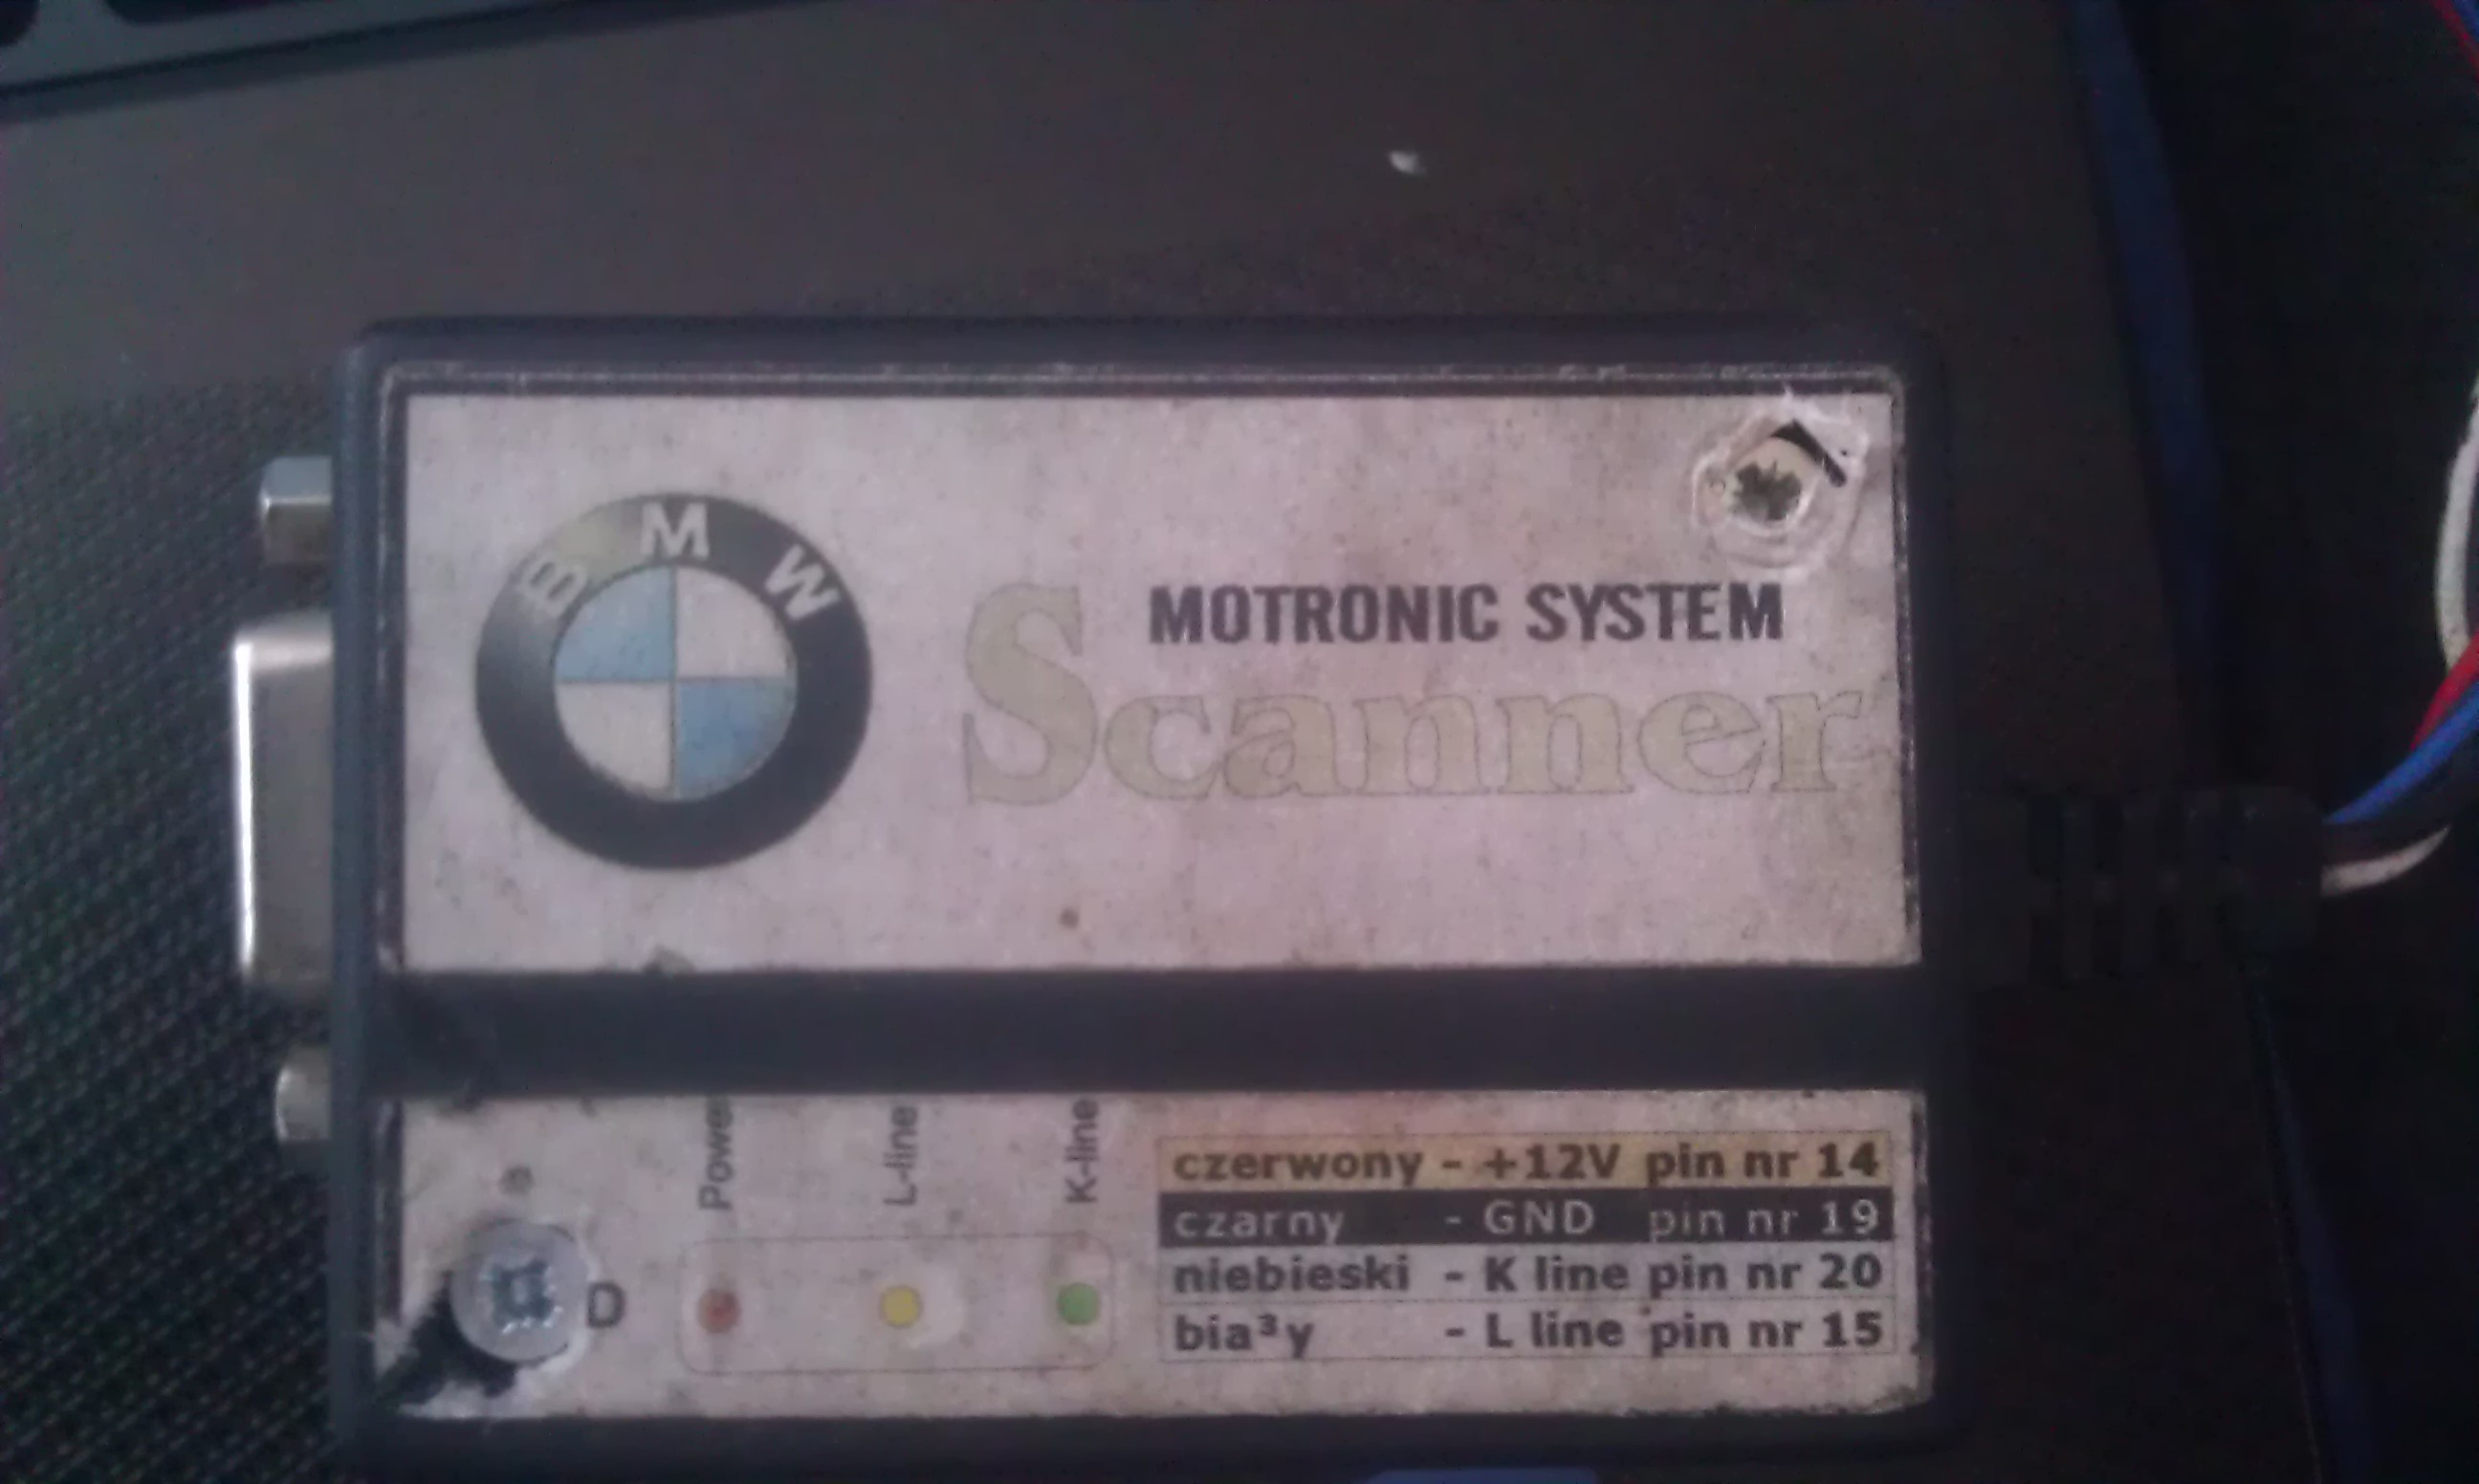 BMW
MOTRONIC SYSTEM
Scanner
Power
L-line
K-line
D
czerwony - +12V pin nr 14
czarny - GND pin nr 19
niebieski - K line pin nr 20
bia³y - L line pin nr 15